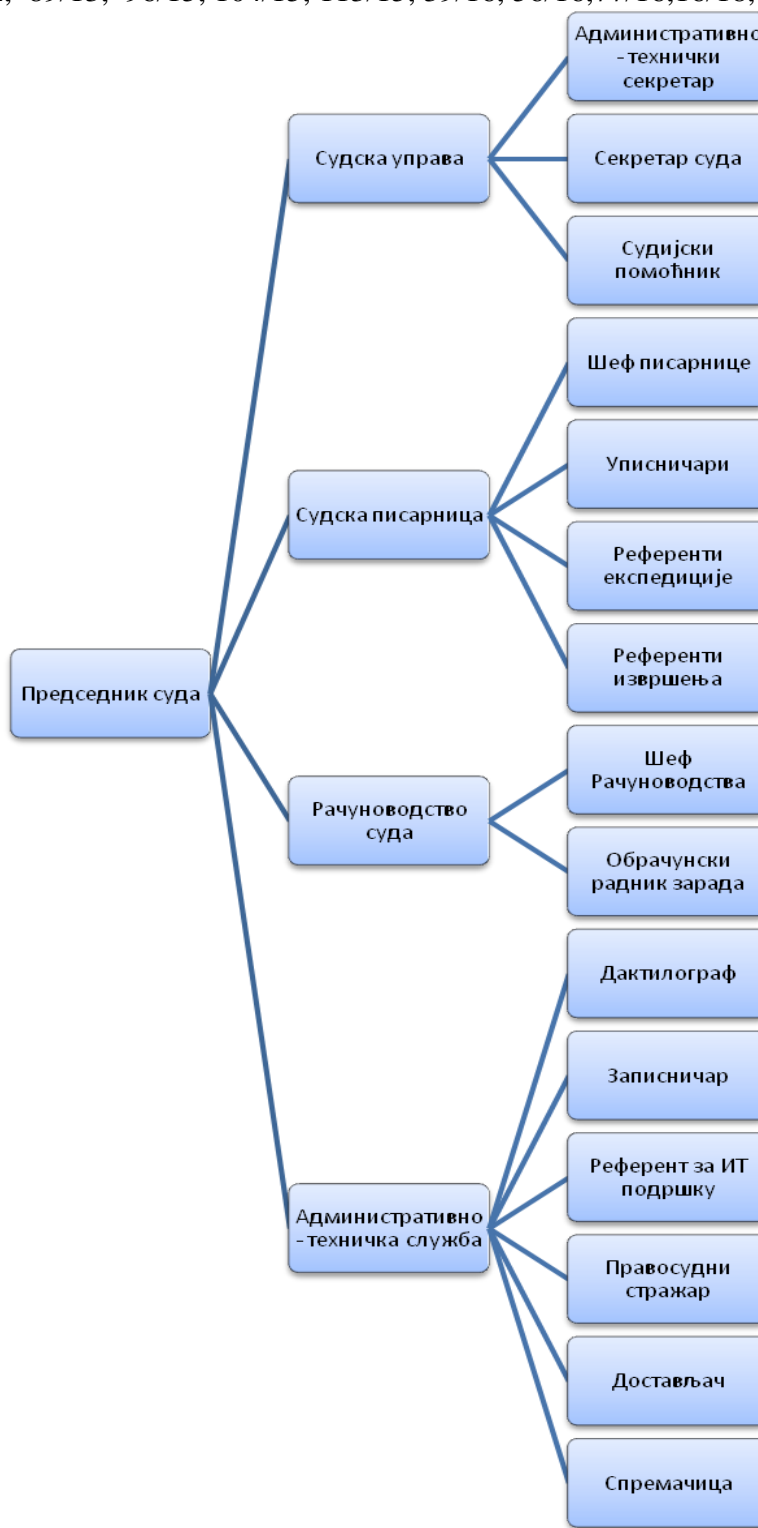 Административно
- технички
секретар
Судска управа
Секретар суда
Судијски
помоћник
Шеф писарнице
Уписничари
Судска писарница
Референти
експедиције
Референти
извршења
Председник суда
Шеф
Рачуноводства
Рачуноводство
суда
Обрачунски
радник зарада
Дактилограф
Записничар
Референт за ИТ
подршку
Административно
- техничка служба
Правосудни
стражар
Достављач
Спремачица